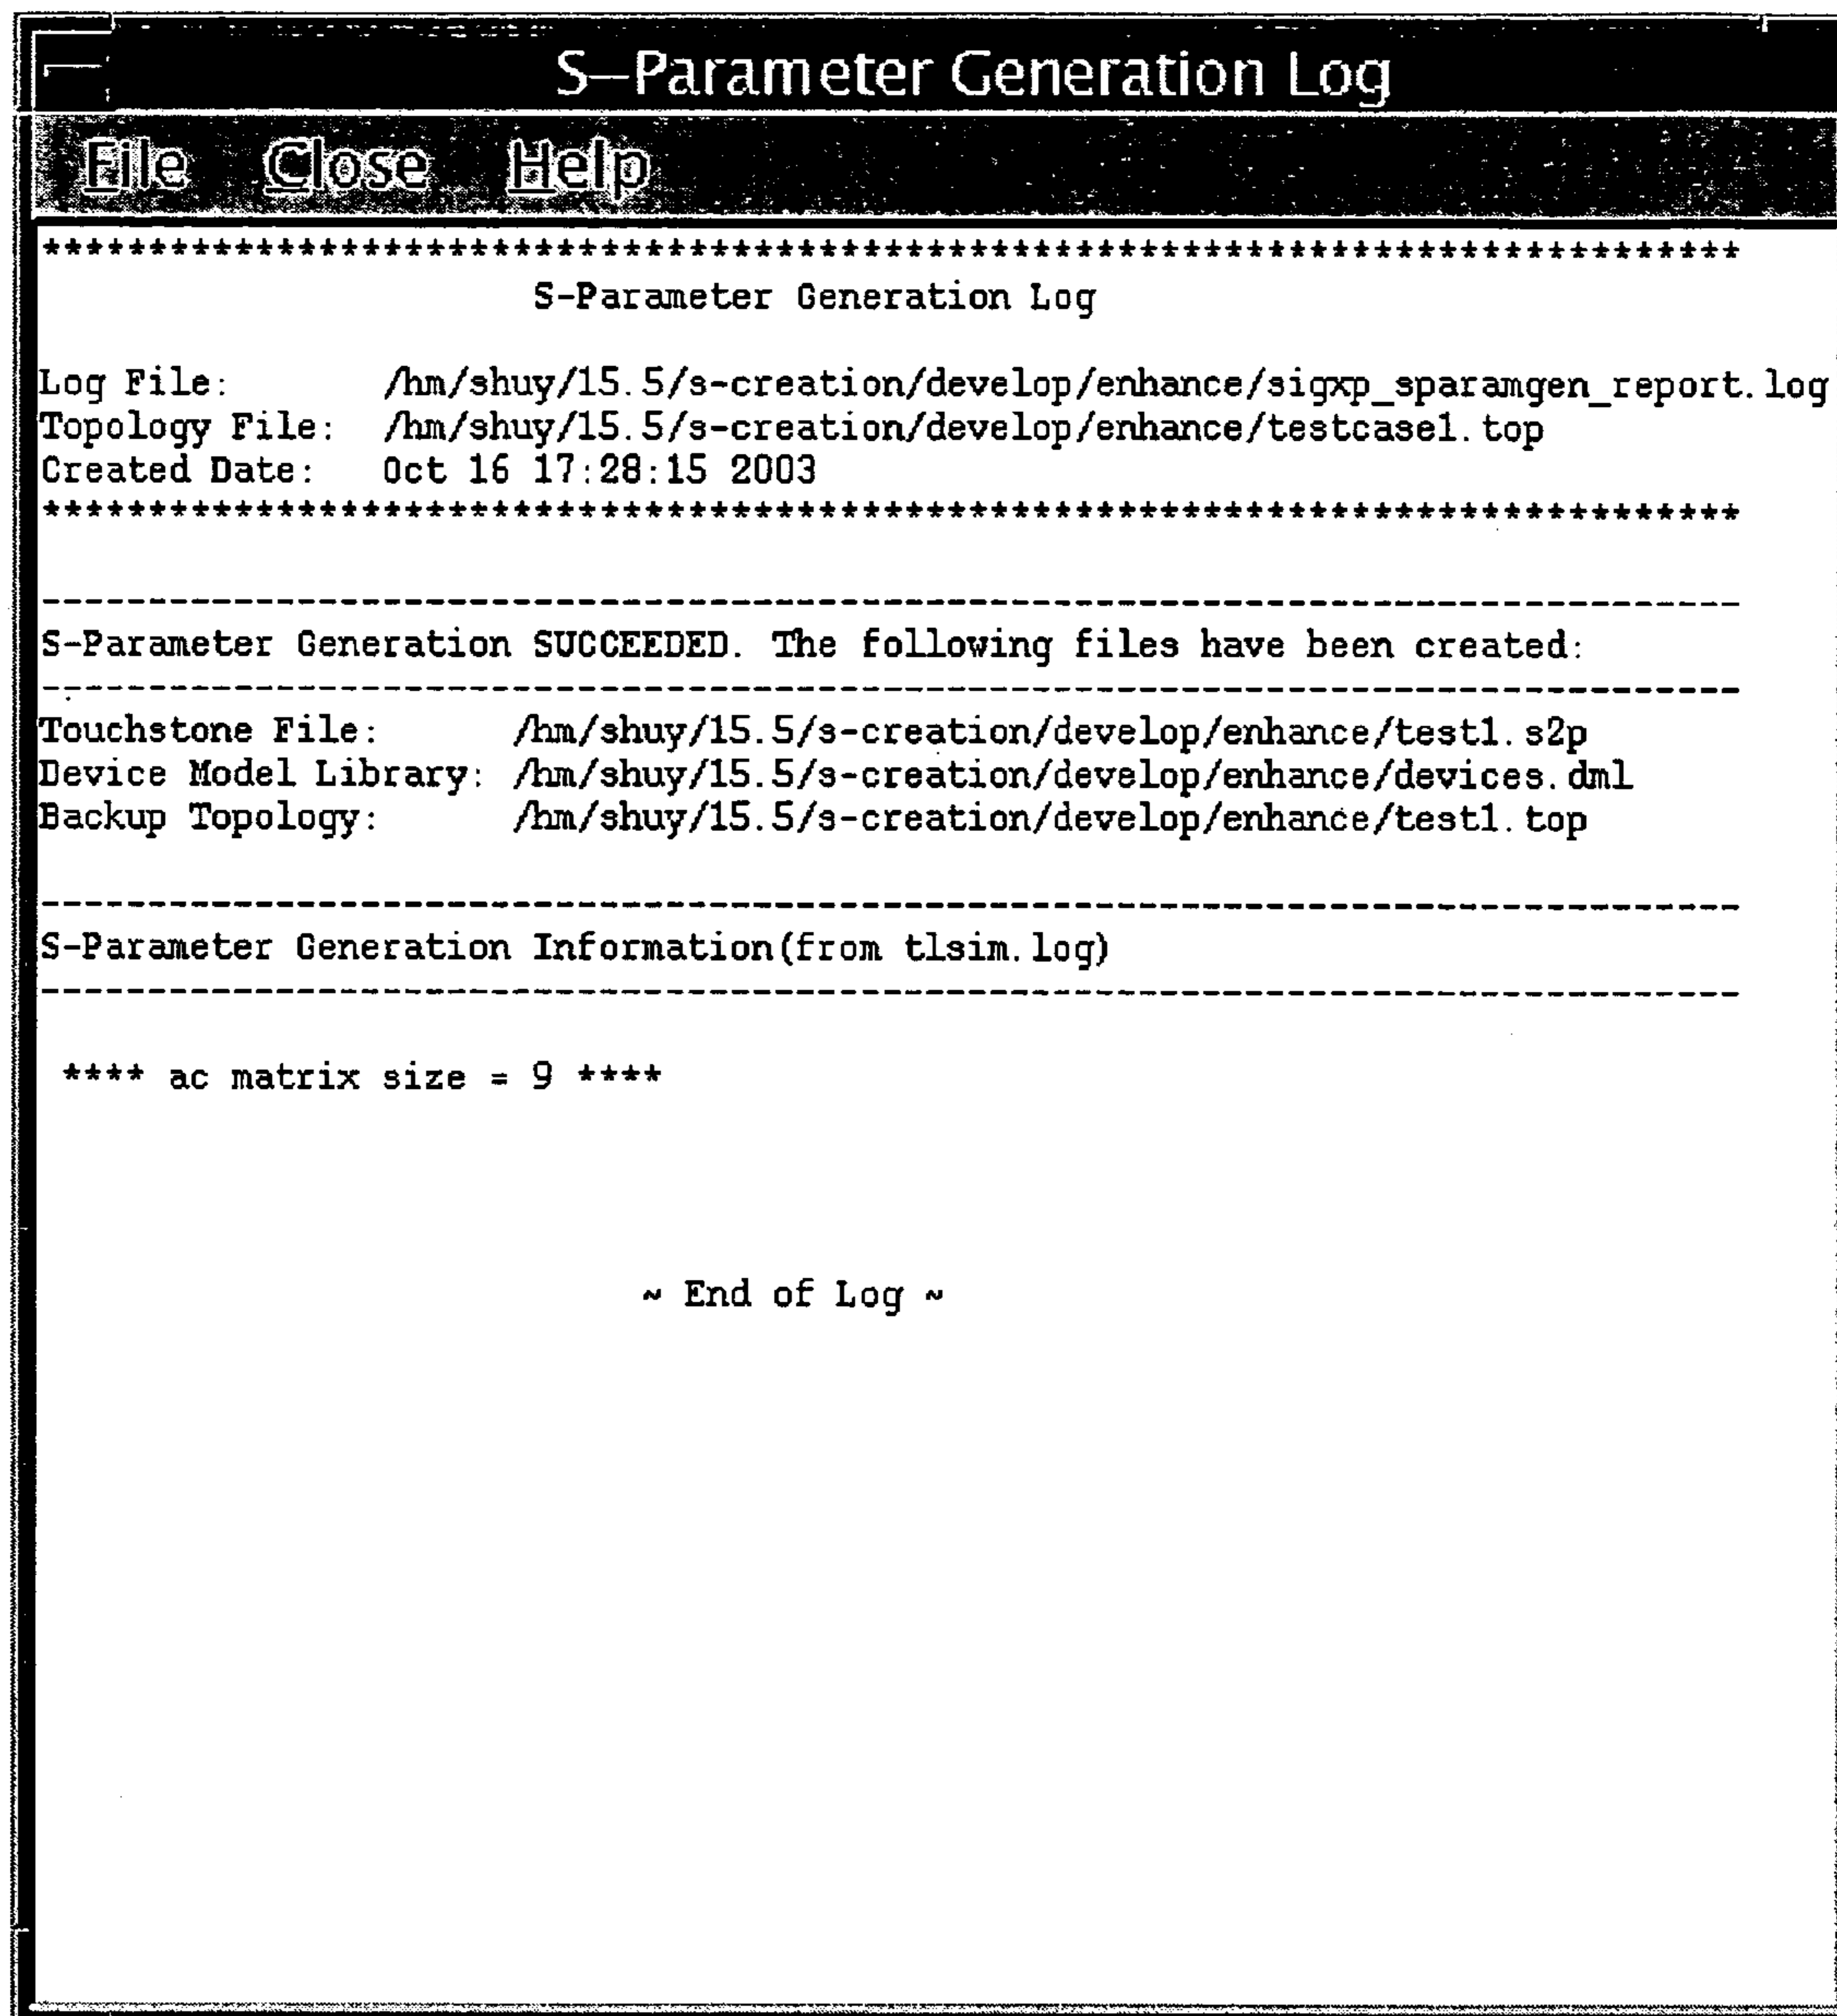 S-Parameter Generation Log
File Close Help
*******************************************************************************
S-Parameter Generation Log
Log File: /hm/shuy/15.5/s-creation/develop/enhance/sigxp_sparamgen_report.log
Topology File: /hm/shuy/15.5/s-creation/develop/enhance/testcase1.top
Created Date: Oct 16 17:28:15 2003
*******************************************************************************
-------------------------------------------------------------------------------
S-Parameter Generation SUCCEEDED. The following files have been created:
-------------------------------------------------------------------------------
Touchstone File: /hm/shuy/15.5/s-creation/develop/enhance/test1.s2p
Device Model Library: /hm/shuy/15.5/s-creation/develop/enhance/devices.dml
Backup Topology: /hm/shuy/15.5/s-creation/develop/enhance/test1.top
-------------------------------------------------------------------------------
S-Parameter Generation Information(from tlsim.log)
-------------------------------------------------------------------------------
**** ac matrix size = 9 ****
~ End of Log ~